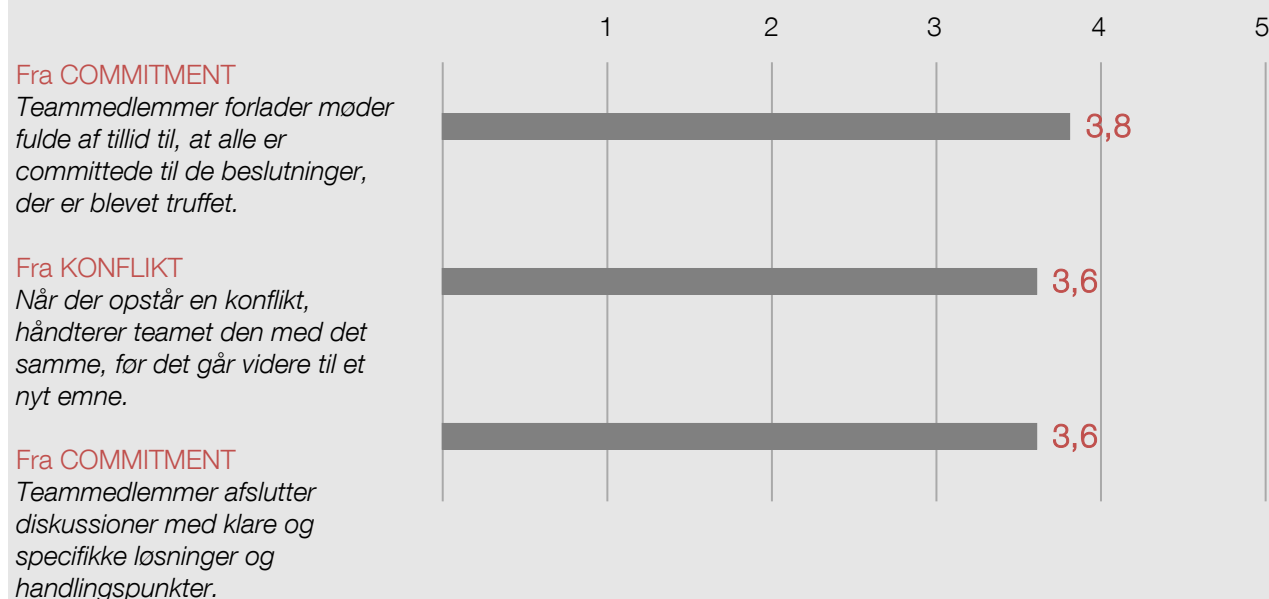 1 2 3 4 5
Fra COMMITMENT
Teammedlemmer forlader møder
fulde af tillid til, at alle er
committede til de beslutninger,
der er blevet truffet.
3,8
Fra KONFLIKT
Når der opstår en konflikt,
håndterer teamet den med det
samme, før det går videre til et
nyt emne.
3,6
Fra COMMITMENT
Teammedlemmer afslutter
diskussioner med klare og
specifikke løsninger og
handlingspunkter.
3,6